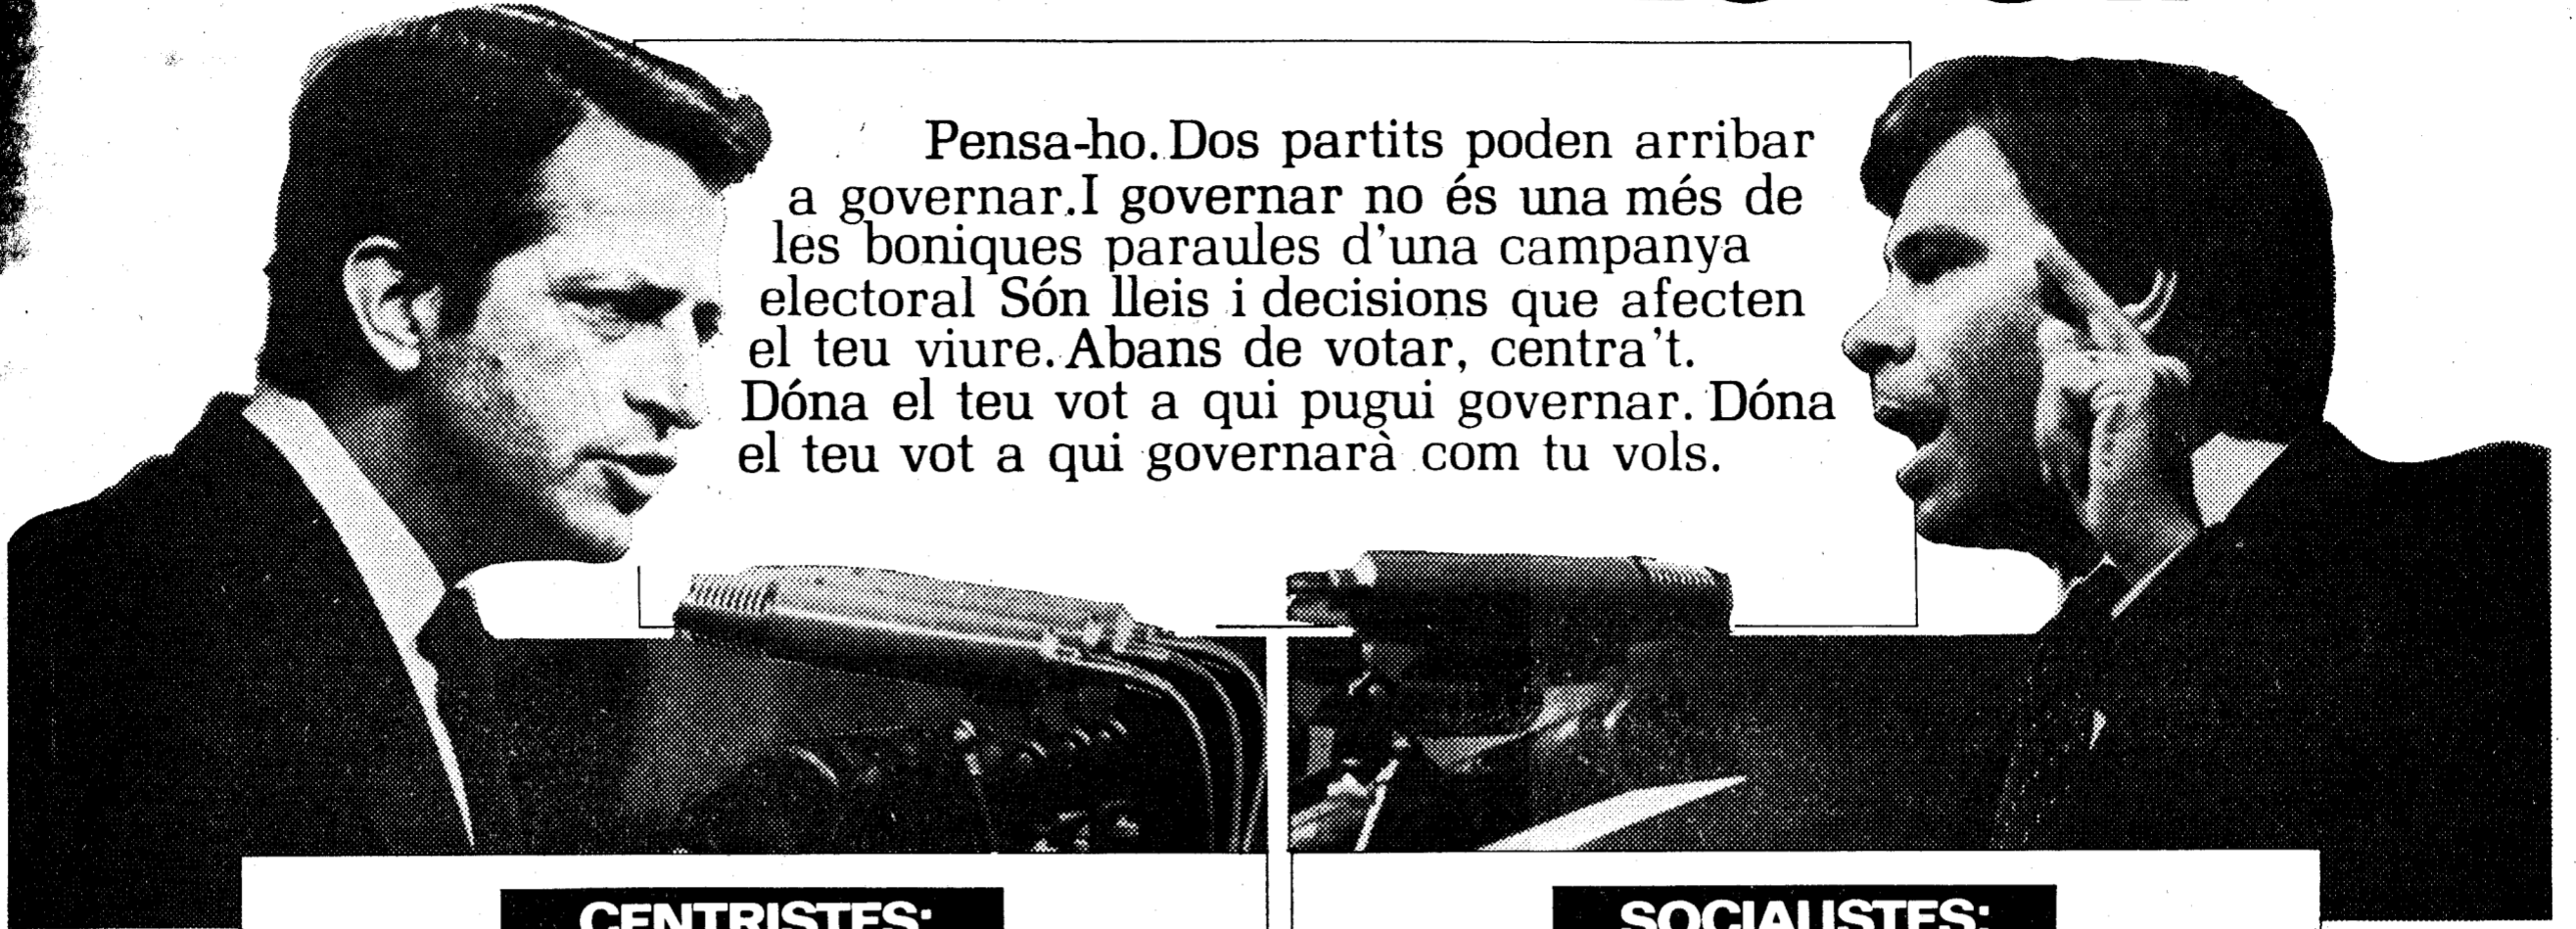 Pensa-ho. Dos partits poden arribar
a governar. I governar no és una més de
les boniques paraules d'una campanya
electoral Són lleis i decisions que afecten
el teu viure. Abans de votar, centra't.
Dóna el teu vot a qui pugui governar. Dóna
el teu vot a qui governarà com tu vols.
CENTRISTES:
SOCIALISTES: